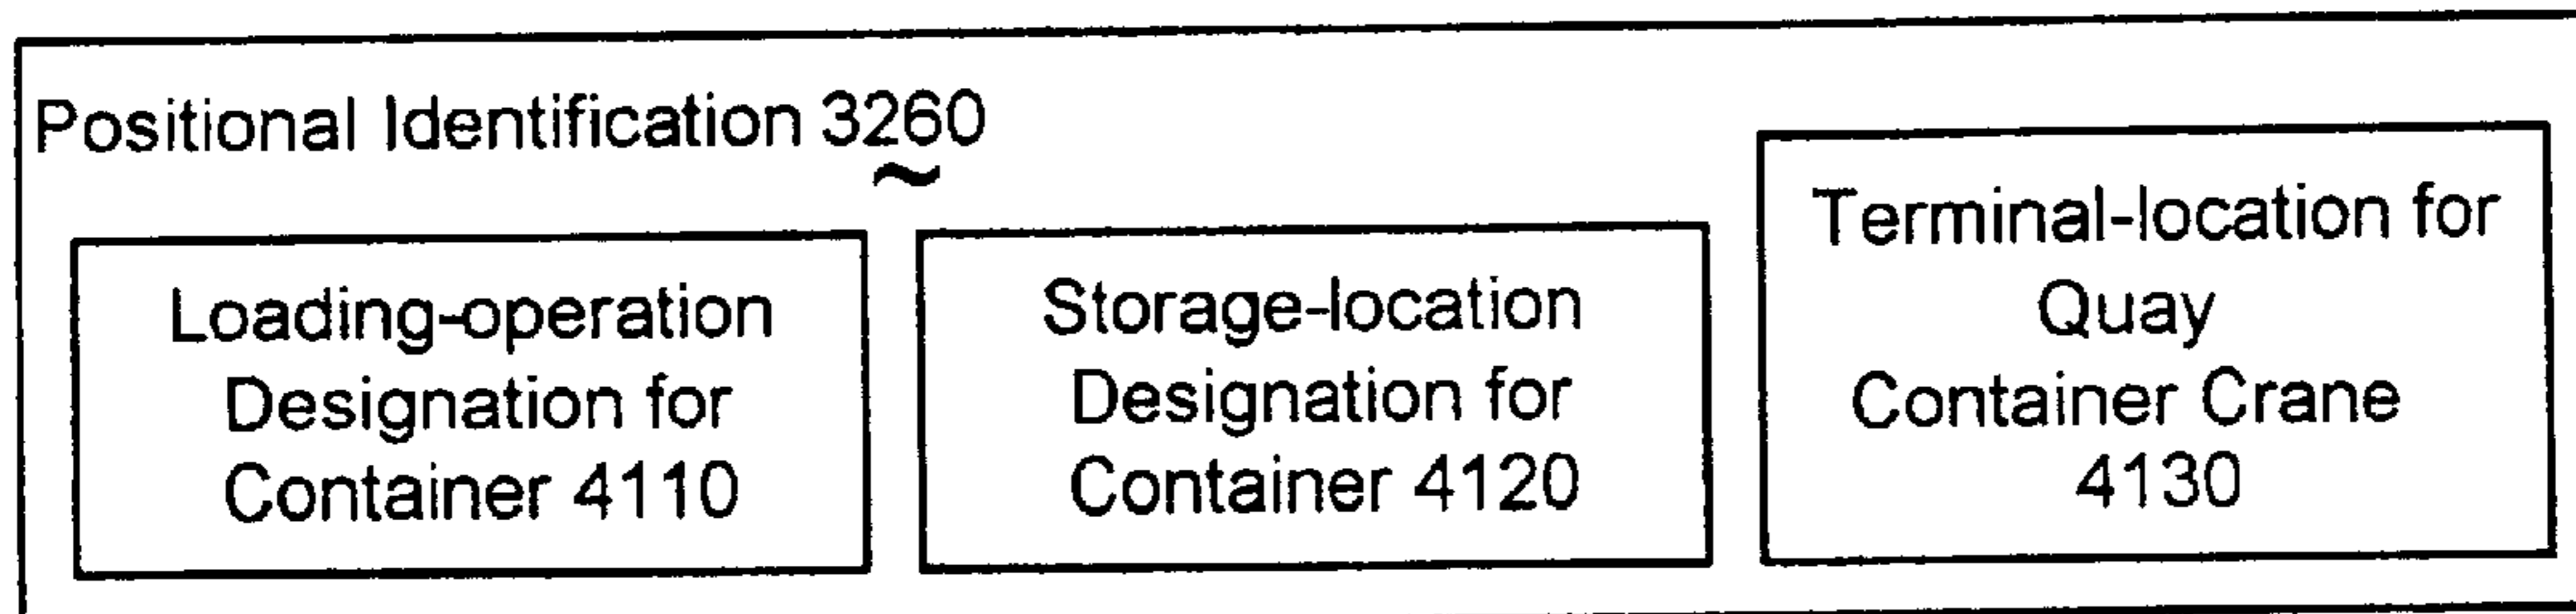 Positional Identification 3260
Loading-operation
Designation for
Container 4110
Storage-location
Designation for
Container 4120
Terminal-location for
Quay
Container Crane
4130